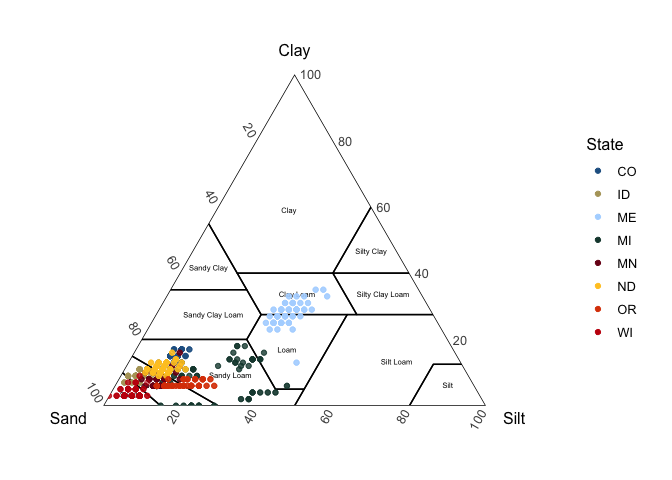 Clay
100
20
80
State
CO
ID
40
60
ME
Clay
MI
Silty Clay
MN
60
Sandy Clay
40
ND
Clay Loam
Silty Clay Loam
OR
Sandy Clay Loam
WI
80
20
Loam
Silt Loam
Sandy Loam
Silt
100
Sand
20
40
60
80
100
Silt